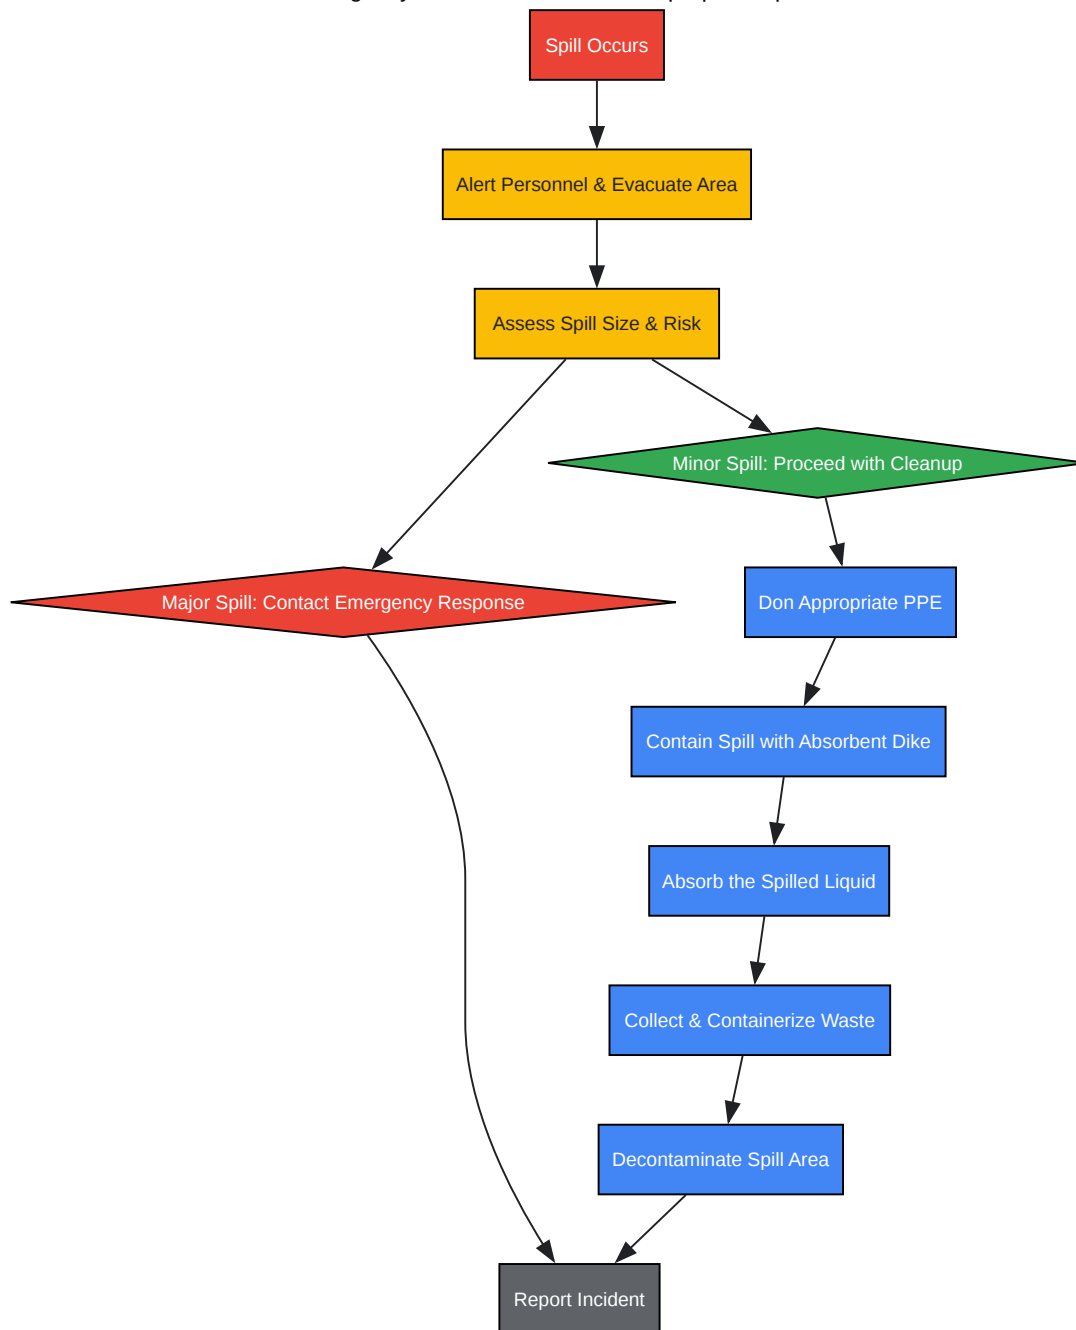 Spill Occurs
Alert Personnel & Evacuate Area
Assess Spill Size & Risk
Minor Spill: Proceed with Cleanup
Major Spill: Contact Emergency Response
Don Appropriate PPE
Contain Spill with Absorbent Dike
Absorb the Spilled Liquid
Collect & Containerize Waste
Decontaminate Spill Area
Report Incident